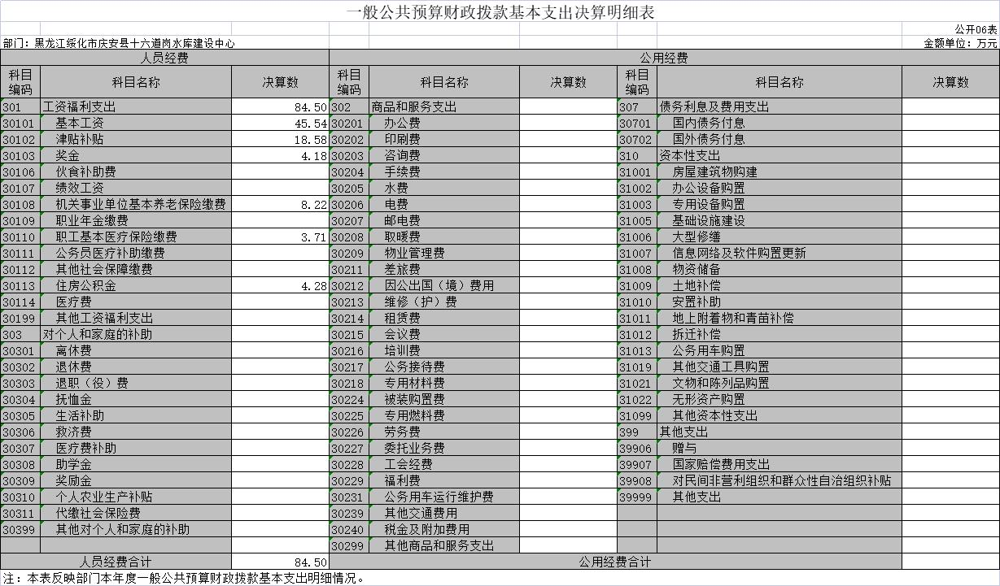 一般公共预算财政拨款基本支出决算明细表
公开06表
部门：黑龙江绥化市庆安县十六道岗水库建设中心 金额单位：万元
人员经费 公用经费
科目编码 科目名称 决算数 科目编码 科目名称 决算数 科目编码 科目名称 决算数
301 工资福利支出 84.50 302 商品和服务支出 307 债务利息及费用支出
30101 基本工资 45.54 30201 办公费 30701 国内债务付息
30102 津贴补贴 18.58 30202 印刷费 30702 国外债务付息
30103 奖金 4.18 30203 咨询费 310 资本性支出
30106 伙食补助费 30204 手续费 31001 房屋建筑物购建
30107 绩效工资 30205 水费 31002 办公设备购置
30108 机关事业单位基本养老保险缴费 8.22 30206 电费 31003 专用设备购置
30109 职业年金缴费 30207 邮电费 31005 基础设施建设
30110 职工基本医疗保险缴费 3.71 30208 取暖费 31006 大型修缮
30111 公务员医疗补助缴费 30209 物业管理费 31007 信息网络及软件购置更新
30112 其他社会保障缴费 30211 差旅费 31008 物资储备
30113 住房公积金 4.28 30212 因公出国（境）费用 31009 土地补偿
30114 医疗费 30213 维修（护）费 31010 安置补助
30199 其他工资福利支出 30214 租赁费 31011 地上附着物和青苗补偿
303 对个人和家庭的补助 30215 会议费 31012 拆迁补偿
30301 离休费 30216 培训费 31013 公务用车购置
30302 退休费 30217 公务接待费 31019 其他交通工具购置
30303 退职（役）费 30218 专用材料费 31021 文物和陈列品购置
30304 抚恤金 30224 被装购置费 31022 无形资产购置
30305 生活补助 30225 专用燃料费 31099 其他资本性支出
30306 救济费 30226 劳务费 399 其他支出
30307 医疗费补助 30227 委托业务费 39906 赠与
30308 助学金 30228 工会经费 39907 国家赔偿费用支出
30309 奖励金 30229 福利费 39908 对民间非营利组织和群众性自治组织补贴
30310 个人农业生产补贴 30231 公务用车运行维护费 39999 其他支出
30311 代缴社会保险费 30239 其他交通费用
30399 其他对个人和家庭的补助 30240 税金及附加费用
30299 其他商品和服务支出
人员经费合计 84.50 公用经费合计
注：本表反映部门本年度一般公共预算财政拨款基本支出明细情况。